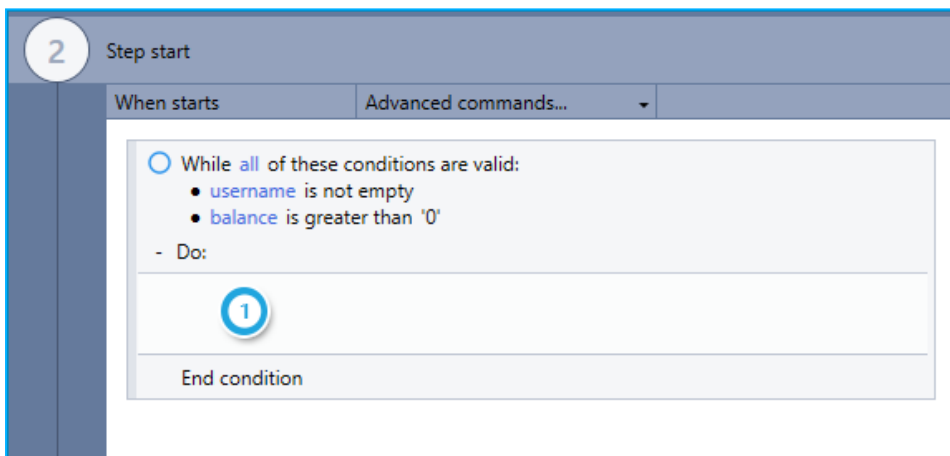 2
Step start
When starts
Advanced commands...
While all of these conditions are valid:
• username is not empty
• balance is greater than '0'
- Do:
1
End condition